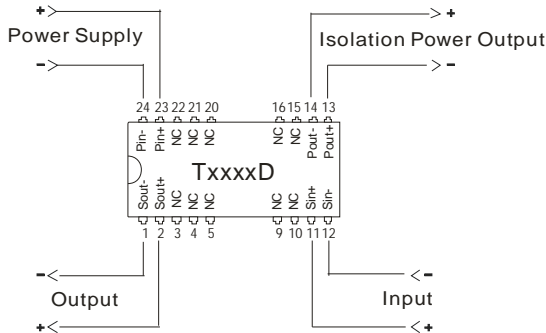 + +
Power Supply Isolation Power Output
- -
24 23 22 21 20 16 15 14 13
Pin- Pin+ NC NC NC NC NC Pout- Pout+
TxxxxD
Sout- Sout+ NC NC NC NC NC Sin+ Sin-
1 2 3 4 5 9 10 11 12
- -
Output Input
+ +